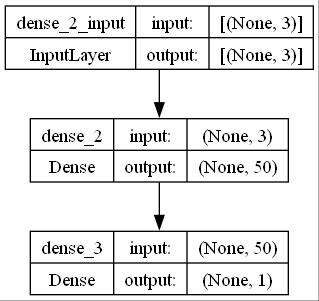 dense_2_input input: [(None, 3)]
InputLayer output: [(None, 3)]
dense_2 input: (None, 3)
Dense output: (None, 50)
dense_3 input: (None, 50)
Dense output: (None, 1)